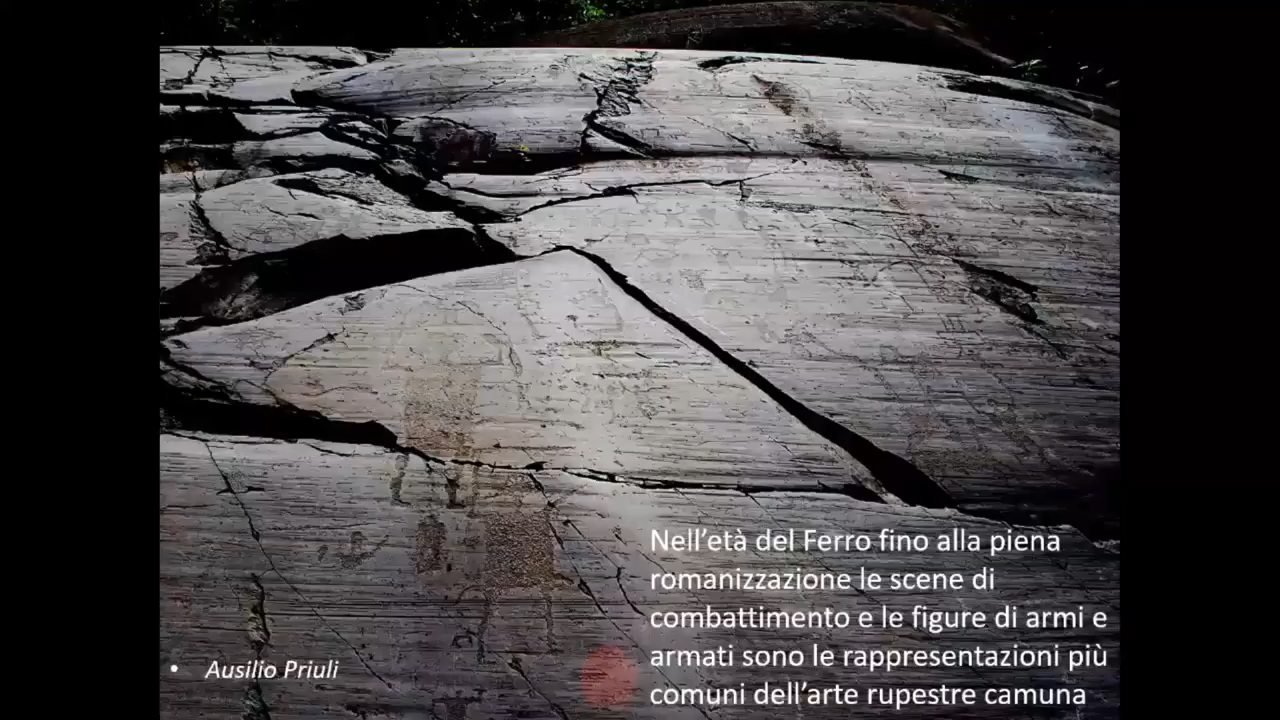 Nell’età del Ferro fino alla piena
romanizzazione le scene di
combattimento e le figure di armi e
armati sono le rappresentazioni più
comuni dell’arte rupestre camuna
• Ausilio Priuli